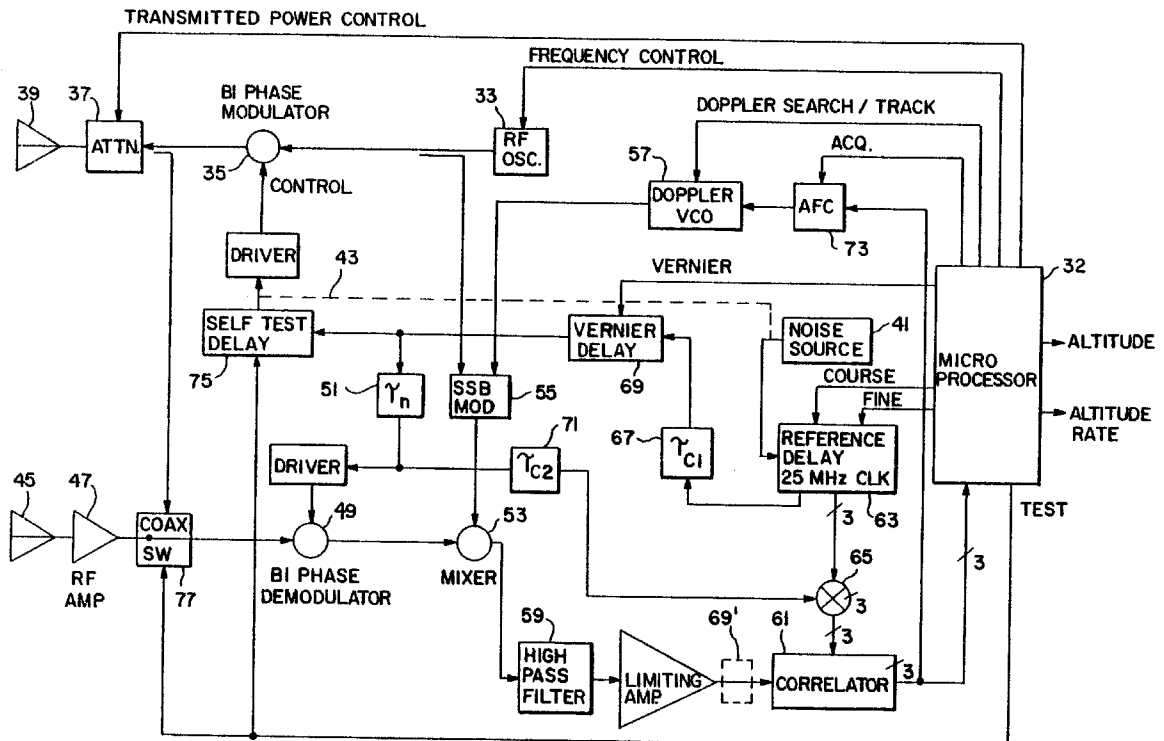 TRANSMITTED POWER CONTROL
FREQUENCY CONTROL
39
37
BI PHASE
MODULATOR
33
DOPPLER SEARCH / TRACK
ATTN.
RF
OSC.
ACQ.
35
57
CONTROL
DOPPLER
VCO
AFC
73
DRIVER
43
VERNIER
32
SELF TEST
DELAY
VERNIER
DELAY
NOISE
SOURCE
41
MICRO
PROCESSOR
ALTITUDE
75
69
51
γn
SSB
MOD
55
COURSE
FINE
ALTITUDE
RATE
71
67
γC1
REFERENCE
DELAY
25 MHz CLK
DRIVER
γC2
45
47
49
53
3
63
TEST
COAX
SW
3
RF
AMP
77
BI PHASE
DEMODULATOR
MIXER
65
3
59
69'
61
3
HIGH
PASS
FILTER
LIMITING
AMP.
CORRELATOR
3